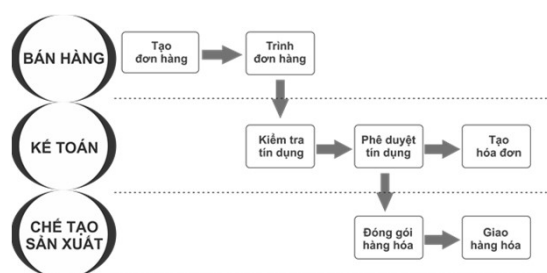 BÁN HÀNG
Tạo
đơn hàng
Trình
đơn hàng
KẾ TOÁN
Kiểm tra
tín dụng
Phê duyệt
tín dụng
Tạo
hóa đơn
CHẾ TẠO
SẢN XUẤT
Đóng gói
hàng hóa
Giao
hàng hóa